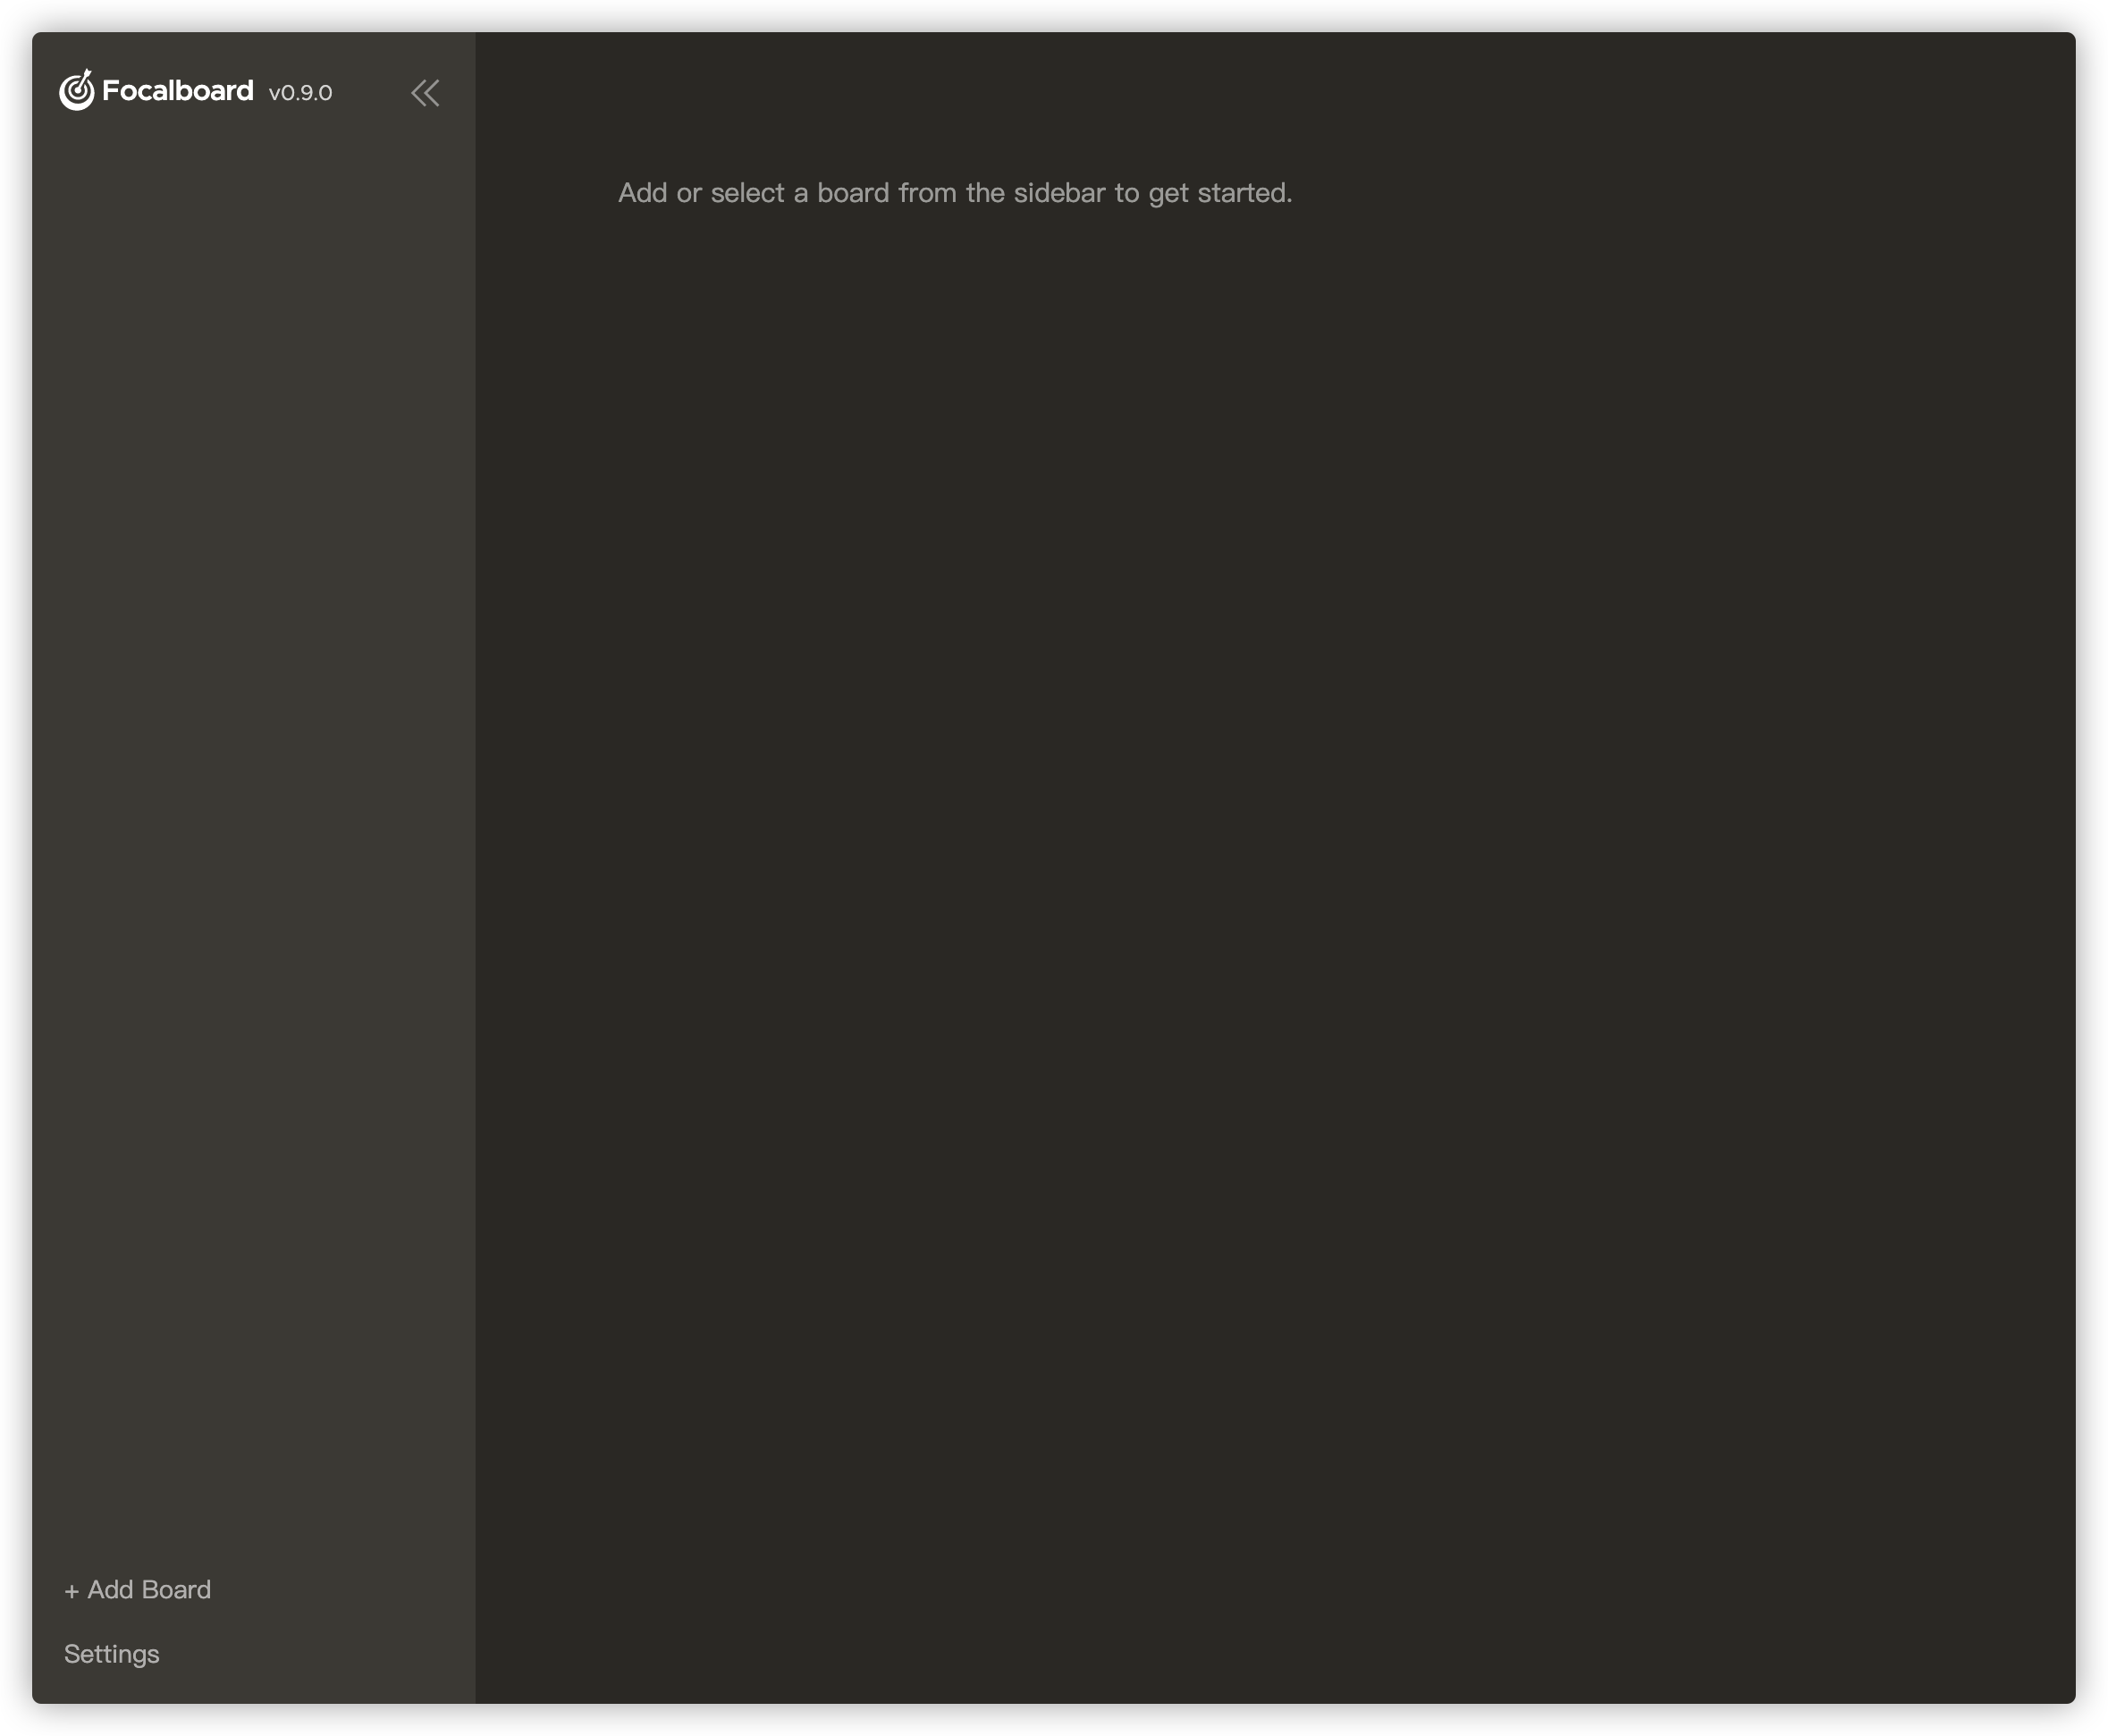 Focalboard v0.9.0
Add or select a board from the sidebar to get started.
+ Add Board
Settings